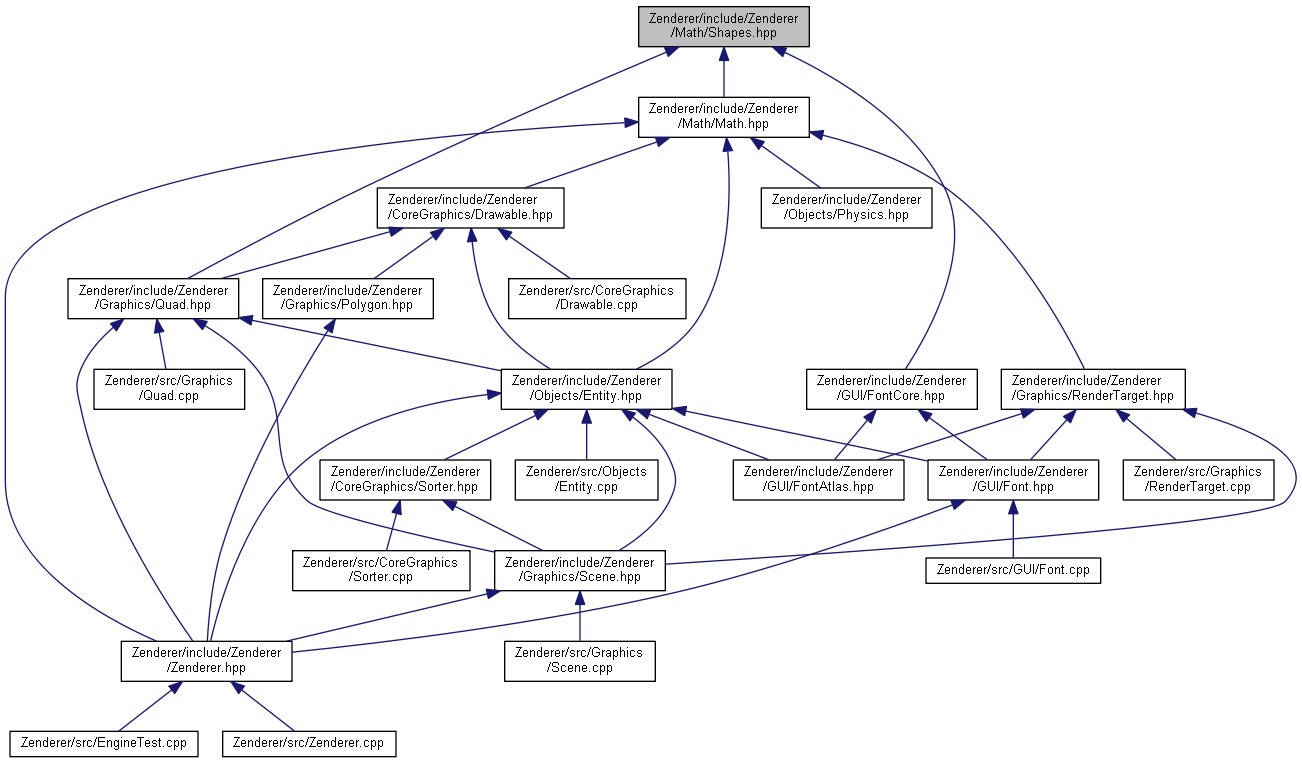 Zenderer/include/Zenderer
/Math/Shapes.hpp
Zenderer/include/Zenderer
/Math/Math.hpp
Zenderer/include/Zenderer
/CoreGraphics/Drawable.hpp
Zenderer/include/Zenderer
/Objects/Physics.hpp
Zenderer/include/Zenderer
/Graphics/Quad.hpp
Zenderer/include/Zenderer
/Graphics/Polygon.hpp
Zenderer/src/CoreGraphics
/Drawable.cpp
Zenderer/src/Graphics
/Quad.cpp
Zenderer/include/Zenderer
/Objects/Entity.hpp
Zenderer/include/Zenderer
/GUI/FontCore.hpp
Zenderer/include/Zenderer
/Graphics/RenderTarget.hpp
Zenderer/include/Zenderer
/CoreGraphics/Sorter.hpp
Zenderer/src/Objects
/Entity.cpp
Zenderer/include/Zenderer
/GUI/FontAtlas.hpp
Zenderer/include/Zenderer
/GUI/Font.hpp
Zenderer/src/Graphics
/RenderTarget.cpp
Zenderer/src/CoreGraphics
/Sorter.cpp
Zenderer/include/Zenderer
/Graphics/Scene.hpp
Zenderer/src/GUI/Font.cpp
Zenderer/include/Zenderer
/Zenderer.hpp
Zenderer/src/Graphics
/Scene.cpp
Zenderer/src/EngineTest.cpp
Zenderer/src/Zenderer.cpp